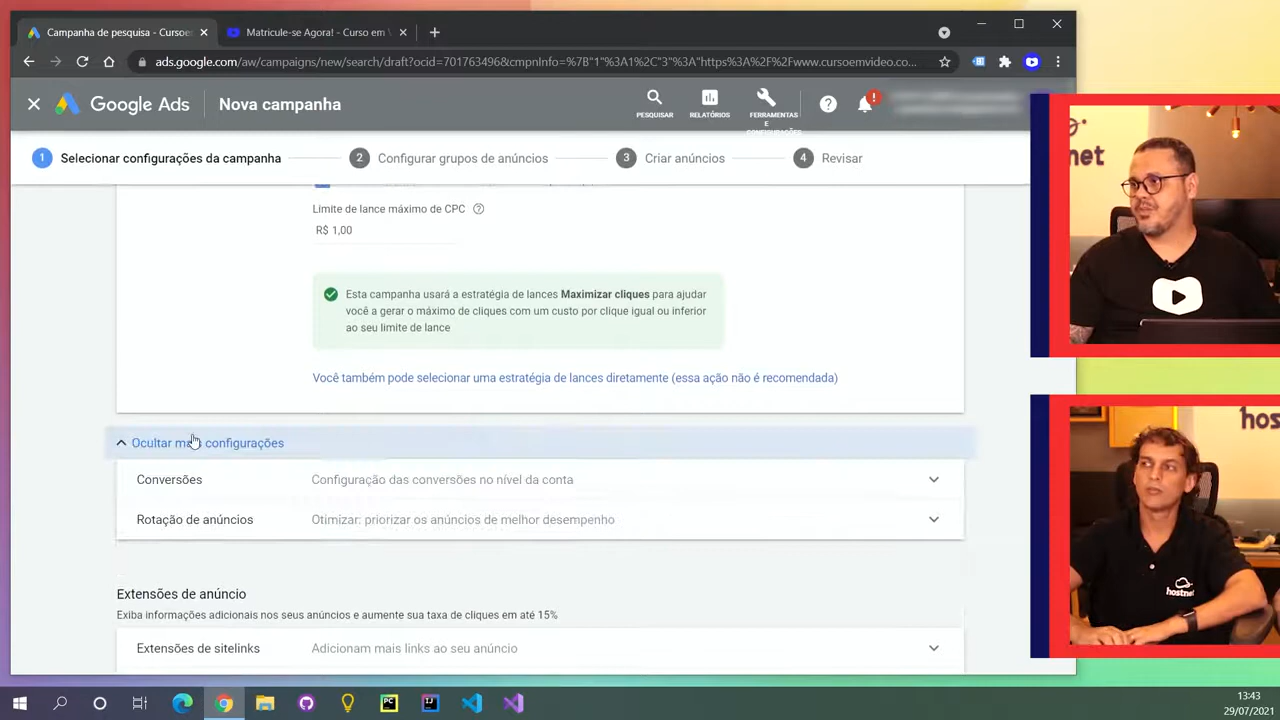 Campanha de pesquisa - Cursoe
Matricule-se Agora! - Curso em
ads.google.com/aw/campaigns/new/search/draft?ocid=7017634968&cmpnInfo=%7B"1"%3A1%2C"3"%3A"https%3A%2F%2Fwww.cursoemvideo.co...
Google Ads
Nova campanha
PESQUISAR
RELATÓRIOS
FERRAMENTAS
E
CONFIGURAÇÕES
1 Selecionar configurações da campanha
2 Configurar grupos de anúncios
3 Criar anúncios
4 Revisar
Limite de lance máximo de CPC
R$ 1,00
Esta campanha usará a estratégia de lances Maximizar cliques para ajudar
você a gerar o máximo de cliques com um custo por clique igual ou inferior
ao seu limite de lance
Você também pode selecionar uma estratégia de lances diretamente (essa ação não é recomendada)
Ocultar mais configurações
Conversões
Configuração das conversões no nível da conta
Rotação de anúncios
Otimizar: priorizar os anúncios de melhor desempenho
Extensões de anúncio
Exiba informações adicionais nos seus anúncios e aumente sua taxa de cliques em até 15%
Extensões de sitelinks
Adicionam mais links ao seu anúncio
net
hos
hostnet
13:43
29/07/2021